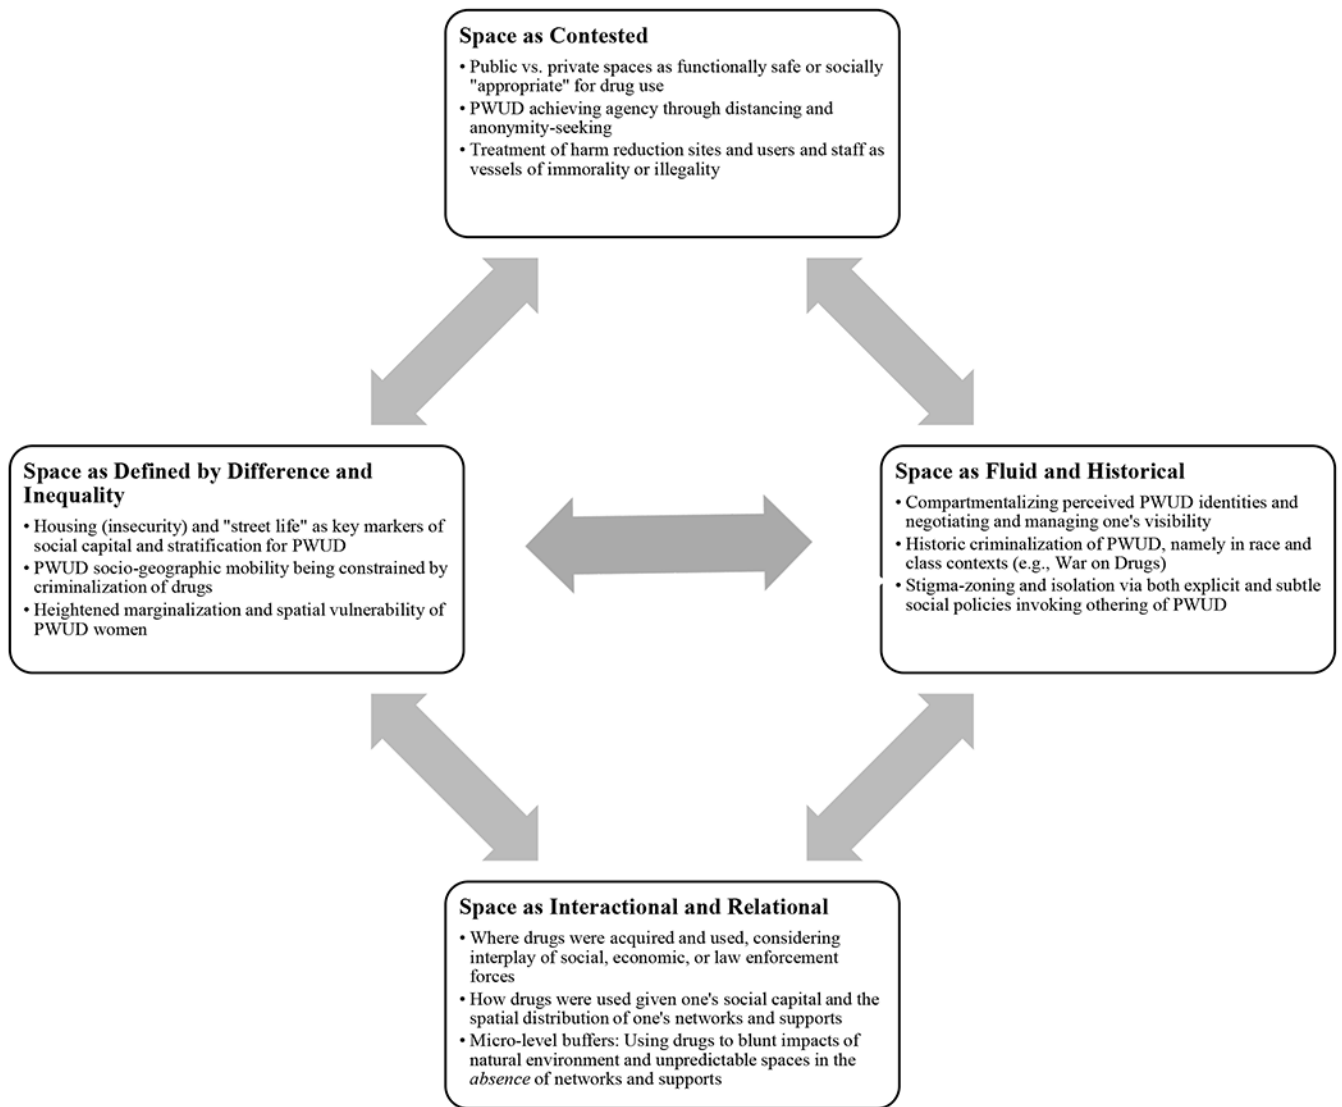 Space as Contested
• Public vs. private spaces as functionally safe or socially
"appropriate" for drug use
• PWUD achieving agency through distancing and
anonymity-seeking
• Treatment of harm reduction sites and users and staff as
vessels of immorality or illegality
Space as Defined by Difference and
Inequality
• Housing (insecurity) and "street life" as key markers of
social capital and stratification for PWUD
• PWUD socio-geographic mobility being constrained by
criminalization of drugs
• Heightened marginalization and spatial vulnerability of
PWUD women
Space as Fluid and Historical
• Compartmentalizing perceived PWUD identities and
negotiating and managing one's visibility
• Historic criminalization of PWUD, namely in race and
class contexts (e.g., War on Drugs)
• Stigma-zoning and isolation via both explicit and subtle
social policies invoking othering of PWUD
Space as Interactional and Relational
• Where drugs were acquired and used, considering
interplay of social, economic, or law enforcement
forces
• How drugs were used given one's social capital and the
spatial distribution of one's networks and supports
• Micro-level buffers: Using drugs to blunt impacts of
natural environment and unpredictable spaces in the
absence of networks and supports